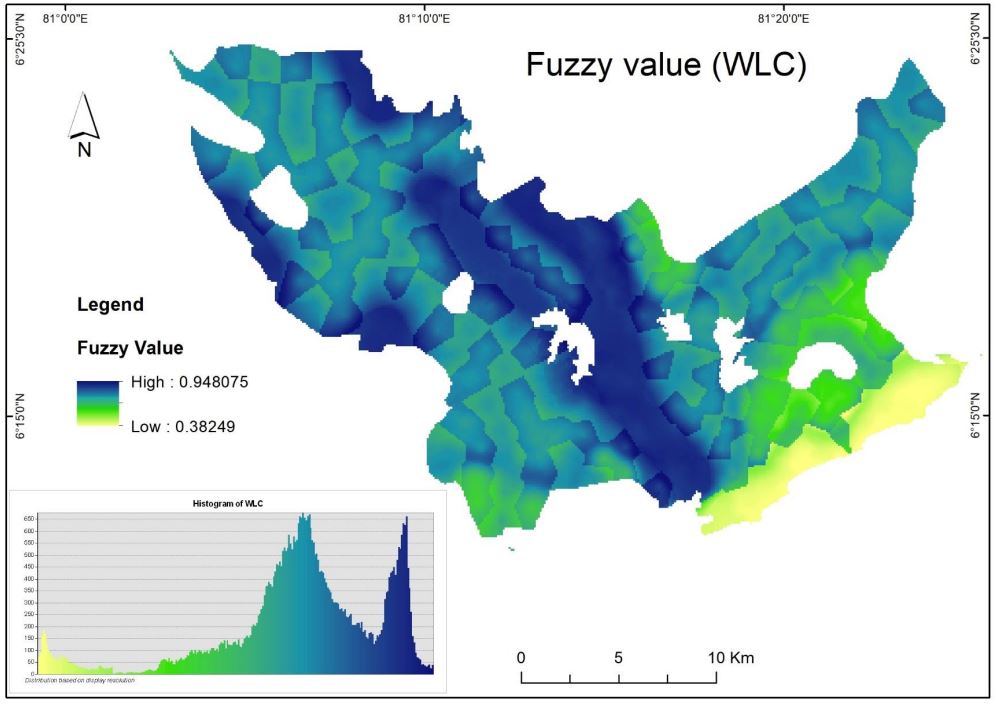 81°0'0"E
81°10'0"E
81°20'0"E
6°25'30"N
6°25'30"N
Fuzzy value (WLC)
N
Legend
Fuzzy Value
High : 0.948075
Low : 0.38249
6°15'0"N
6°15'0"N
Histogram of WLC
650
600
550
500
450
400
350
300
250
200
150
100
50
0
Distribution based on display resolution
0
5
10 Km